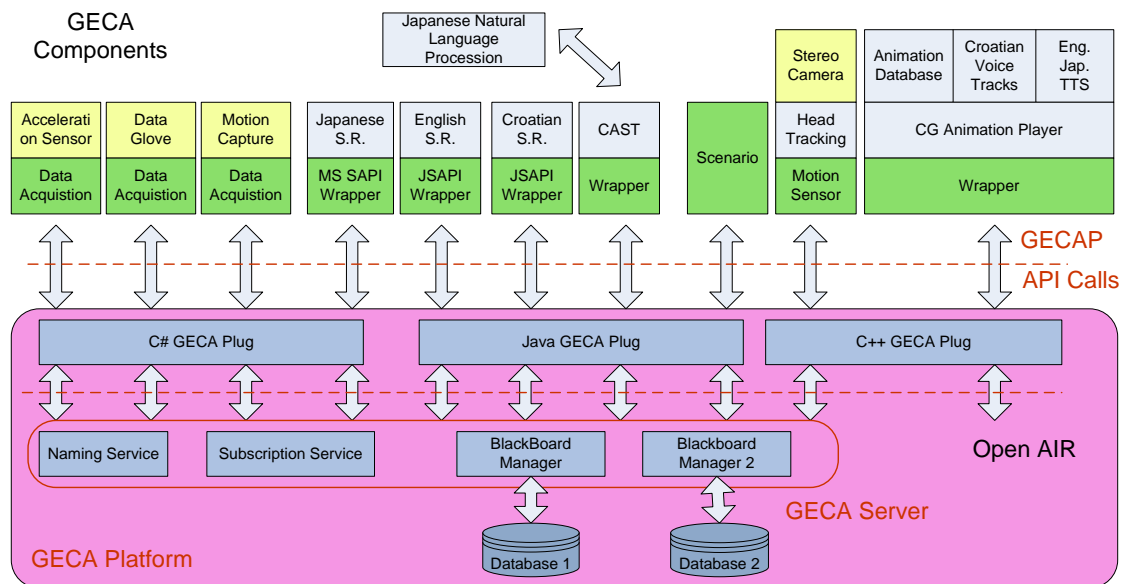 GECA
Components
Japanese Natural
Language
Procession
Stereo
Camera
Animation
Database
Croatian
Voice
Tracks
Eng.
Jap.
TTS
Accelerati
on Sensor
Data
Glove
Motion
Capture
Japanese
S.R.
English
S.R.
Croatian
S.R.
CAST
Scenario
Head
Tracking
CG Animation Player
Data
Acquistion
Data
Acquistion
Data
Acquistion
MS SAPI
Wrapper
JSAPI
Wrapper
JSAPI
Wrapper
Wrapper
Motion
Sensor
Wrapper
GECAP
API Calls
C# GECA Plug
Java GECA Plug
C++ GECA Plug
Naming Service
Subscription Service
BlackBoard
Manager
Blackboard
Manager 2
Open AIR
GECA Server
Database 1
Database 2
GECA Platform